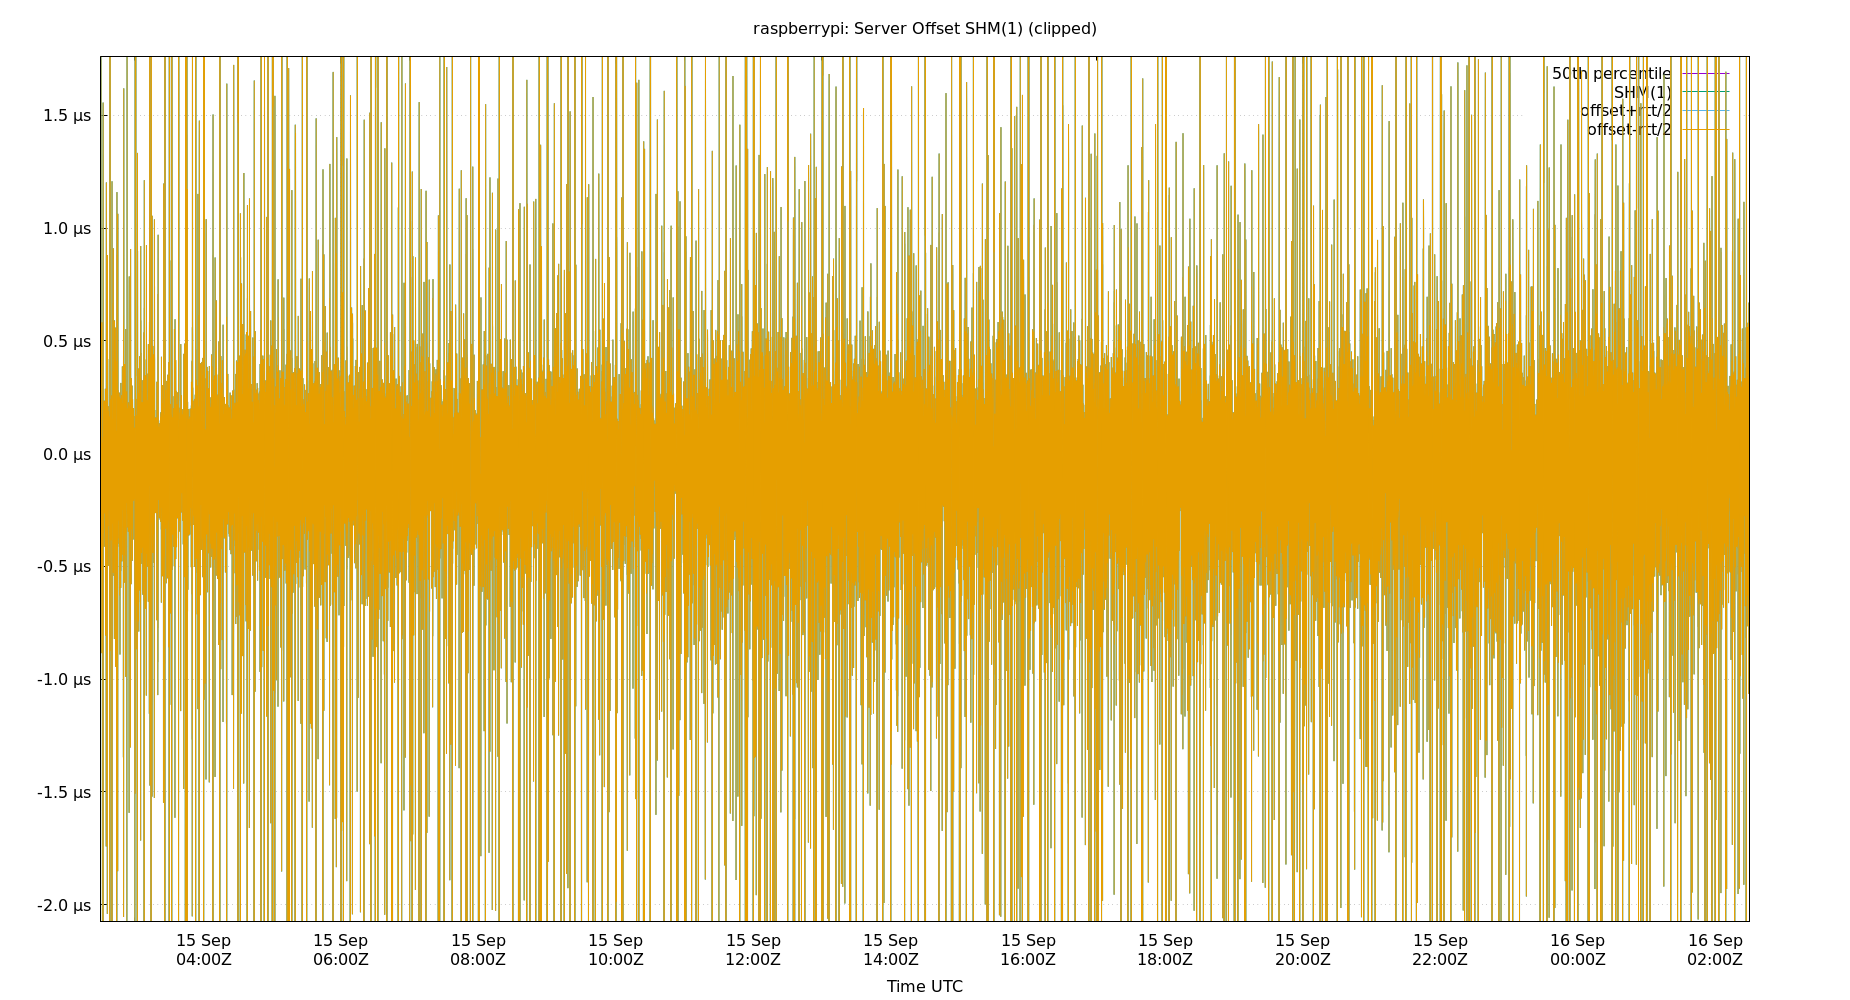 raspberrypi: Server Offset SHM(1) (clipped)
50th percentile
SHM(1)
offset+rtt/2
offset-rtt/2
1.5 µs
1.0 µs
0.5 µs
0.0 µs
-0.5 µs
-1.0 µs
-1.5 µs
-2.0 µs
15 Sep 15 Sep 15 Sep 15 Sep 15 Sep 15 Sep 15 Sep 15 Sep 15 Sep 15 Sep 16 Sep 16 Sep
04:00Z 06:00Z 08:00Z 10:00Z 12:00Z 14:00Z 16:00Z 18:00Z 20:00Z 22:00Z 00:00Z 02:00Z
Time UTC